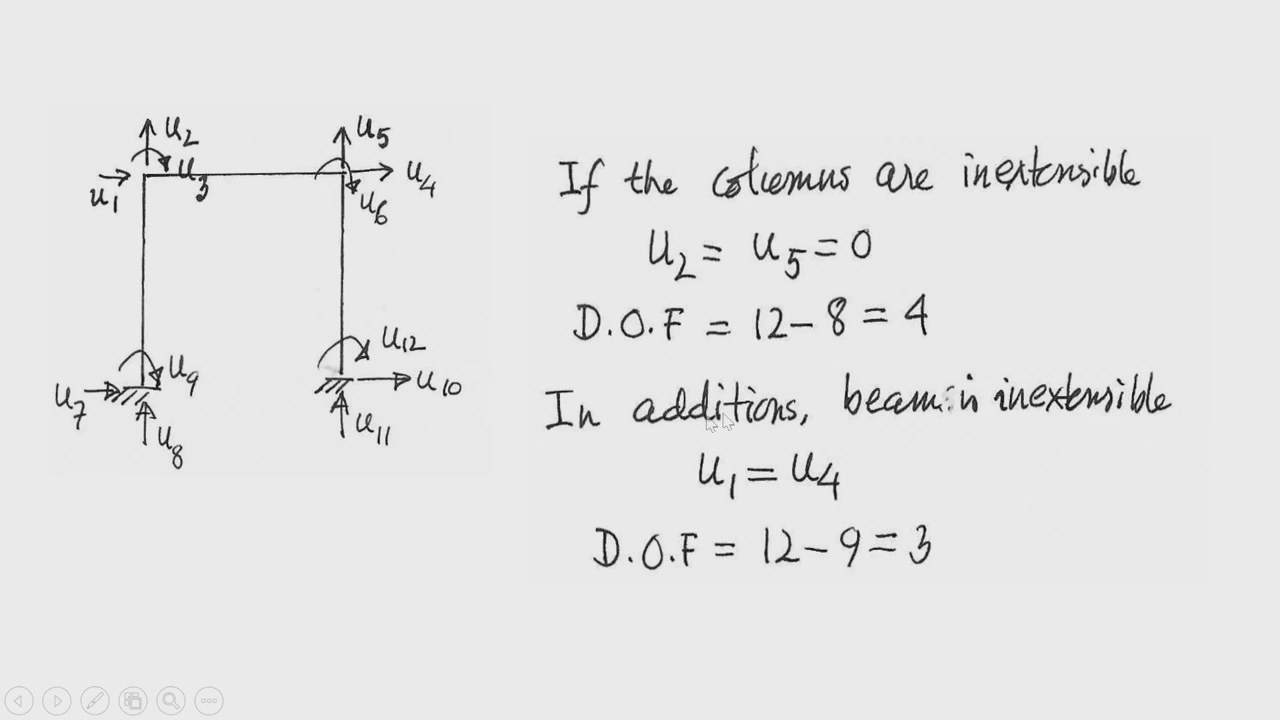 u2
u5
u1
u3
u4
u6
u9
u12
u7
u10
u8
u11
If the columns are inextensible
u2 = u5 = 0
D.O.F = 12 - 8 = 4
In additions, beam is inextensible
u1 = u4
D.O.F = 12 - 9 = 3